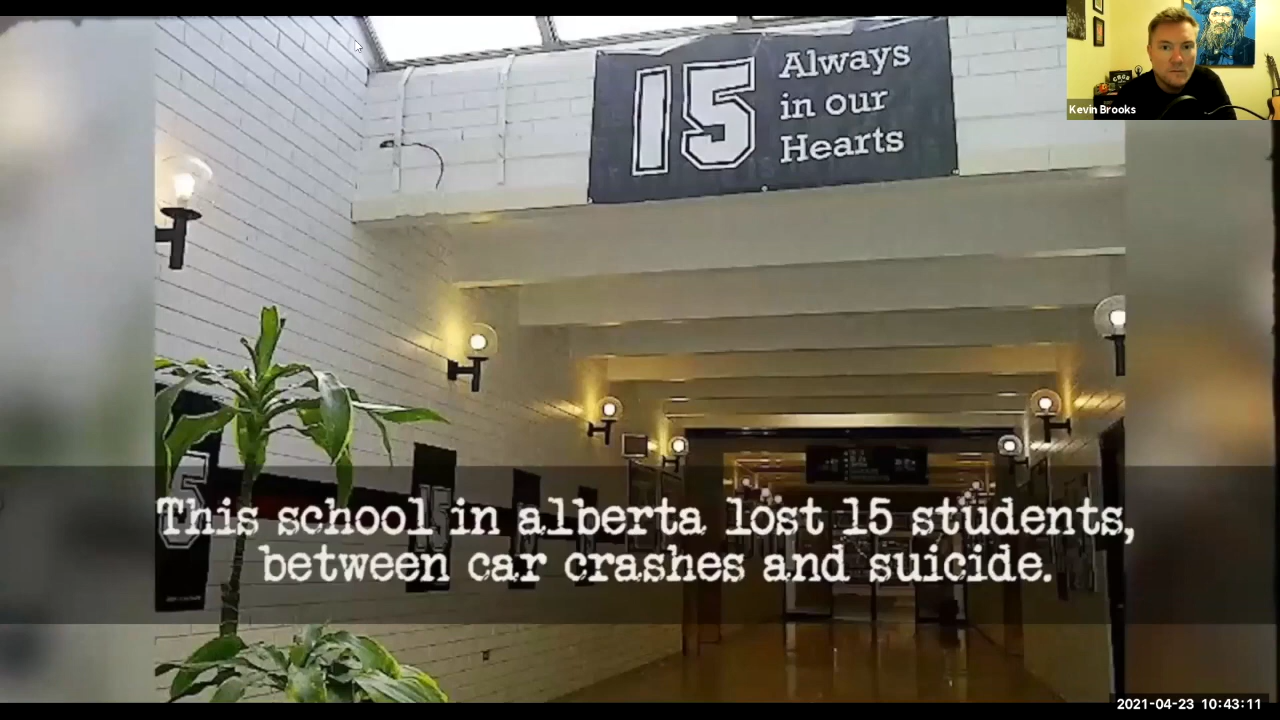 15
Always
in our
Hearts
Kevin Brooks
15
This school in alberta lost 15 students,
between car crashes and suicide.
2021-04-23 10:43:11